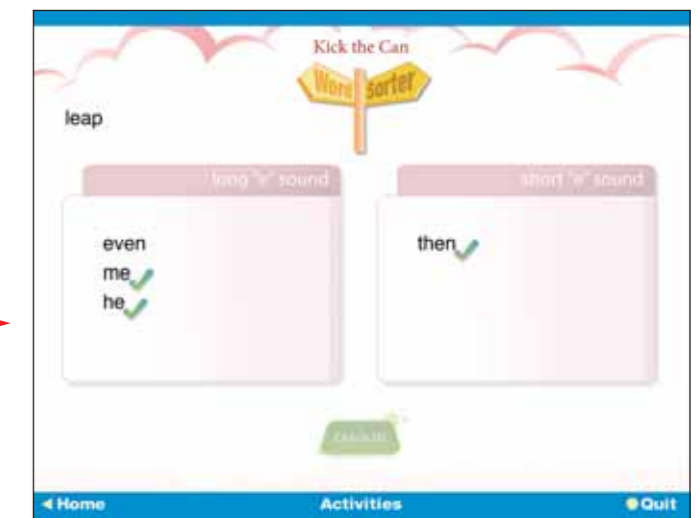 Kick the Can
Word sorter
leap
long "e" sound
short "e" sound
even
me
he
then
Home
Activities
Quit